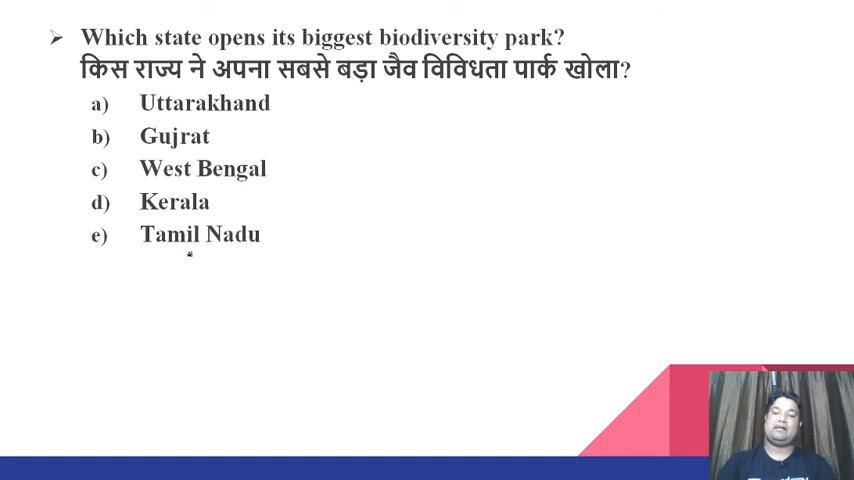 Which state opens its biggest biodiversity park?
किस राज्य ने अपना सबसे बड़ा जैव विविधता पार्क खोला?
a) Uttarakhand
b) Gujrat
c) West Bengal
d) Kerala
e) Tamil Nadu